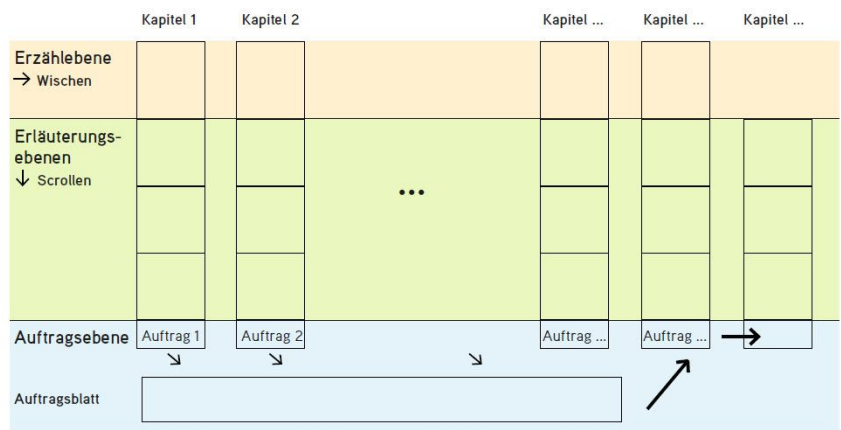 Kapitel 1 Kapitel 2 Kapitel ... Kapitel ... Kapitel ...
Erzählebene
→ Wischen
Erläuterungs-
ebenen
↓ Scrollen
...
Auftragsebene Auftrag 1 Auftrag 2 Auftrag ... Auftrag ...
Auftragsblatt